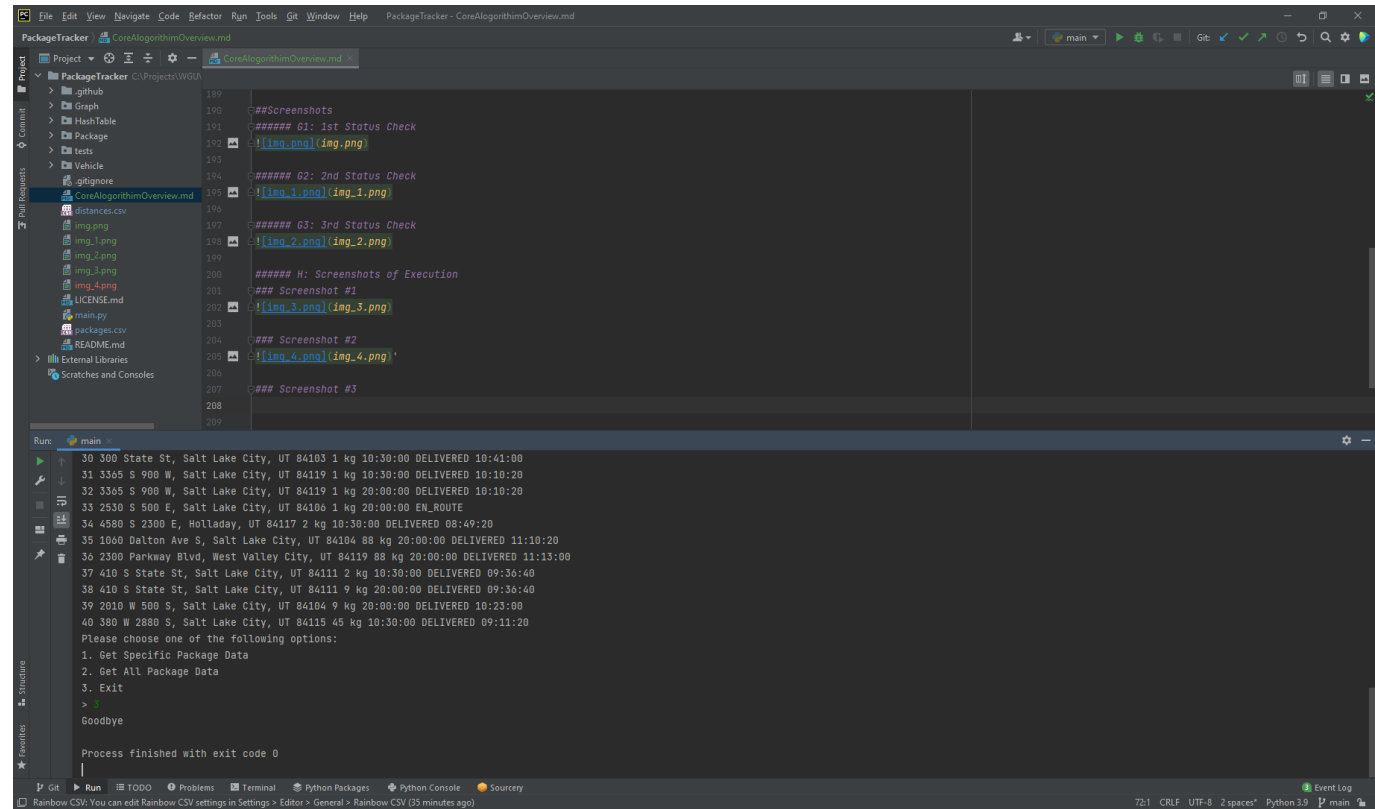 PC File Edit View Navigate Code Refactor Run Tools Git Window Help PackageTracker - CoreAlogorithimOverview.md
PackageTracker CoreAlogorithimOverview.md main Git:
Project CoreAlogorithimOverview.md
PackageTracker C:\Projects\WGU\
.github
Graph
HashTable
Package
tests
Vehicle
.gitignore
CoreAlogorithimOverview.md
distances.csv
img.png
img_1.png
img_2.png
img_3.png
img_4.png
LICENSE.md
main.py
packages.csv
README.md
External Libraries
Scratches and Consoles
Project
Commit
Pull Requests
189
190 ##Screenshots
191 ###### G1: 1st Status Check
192 ![img.png](img.png)
193
194 ###### G2: 2nd Status Check
195 ![img_1.png](img_1.png)
196
197 ###### G3: 3rd Status Check
198 ![img_2.png](img_2.png)
199
200 ###### H: Screenshots of Execution
201 ### Screenshot #1
202 ![img_3.png](img_3.png)
203
204 ### Screenshot #2
205 ![img_4.png](img_4.png)'
206
207 ### Screenshot #3
208
209
Run: main
30 300 State St, Salt Lake City, UT 84103 1 kg 10:30:00 DELIVERED 10:41:00
31 3365 S 900 W, Salt Lake City, UT 84119 1 kg 10:30:00 DELIVERED 10:10:20
32 3365 S 900 W, Salt Lake City, UT 84119 1 kg 20:00:00 DELIVERED 10:10:20
33 2530 S 500 E, Salt Lake City, UT 84106 1 kg 20:00:00 EN_ROUTE
34 4580 S 2300 E, Holladay, UT 84117 2 kg 10:30:00 DELIVERED 08:49:20
35 1060 Dalton Ave S, Salt Lake City, UT 84104 88 kg 20:00:00 DELIVERED 11:10:20
36 2300 Parkway Blvd, West Valley City, UT 84119 88 kg 20:00:00 DELIVERED 11:13:00
37 410 S State St, Salt Lake City, UT 84111 2 kg 10:30:00 DELIVERED 09:36:40
38 410 S State St, Salt Lake City, UT 84111 9 kg 20:00:00 DELIVERED 09:36:40
39 2010 W 500 S, Salt Lake City, UT 84104 9 kg 20:00:00 DELIVERED 10:23:00
40 380 W 2880 S, Salt Lake City, UT 84115 45 kg 10:30:00 DELIVERED 09:11:20
Please choose one of the following options:
1. Get Specific Package Data
2. Get All Package Data
3. Exit
> 3
Goodbye
Process finished with exit code 0
Structure
Favorites
Git Run TODO Problems Terminal Python Packages Python Console Sourcery 3 Event Log
Rainbow CSV: You can edit Rainbow CSV settings in Settings > Editor > General > Rainbow CSV (35 minutes ago) 72:1 CRLF UTF-8 2 spaces* Python 3.9 main